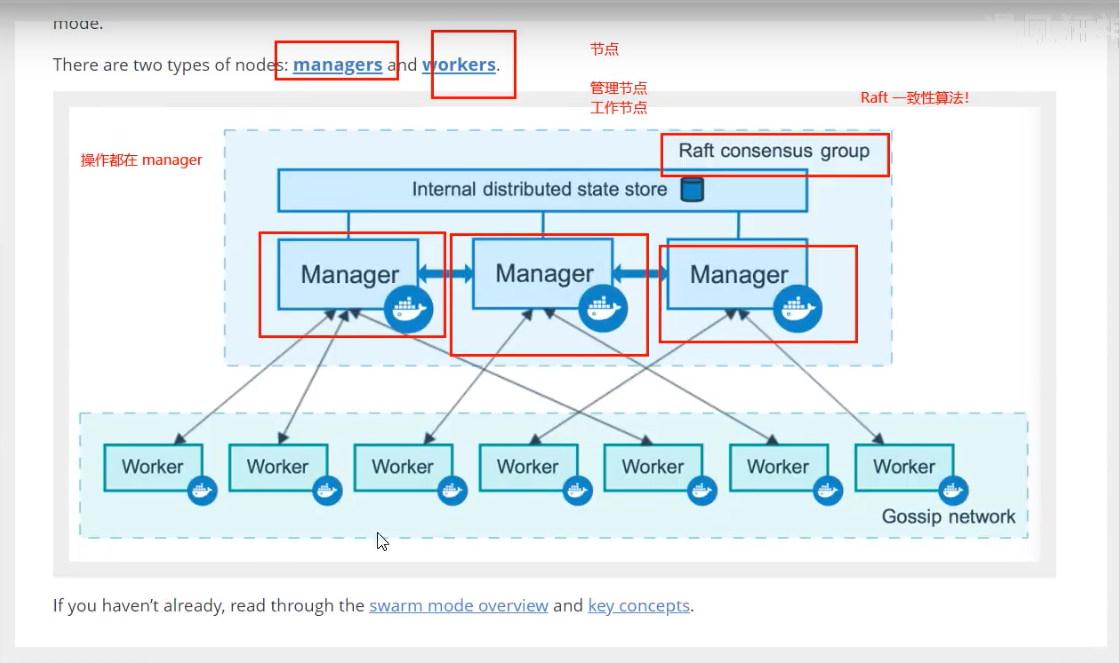 mode.
There are two types of nodes: managers and workers.
节点
管理节点
工作节点
Raft 一致性算法!
操作都在 manager
Raft consensus group
Internal distributed state store
Manager Manager Manager
Worker Worker Worker Worker Worker Worker Worker
Gossip network
If you haven't already, read through the swarm mode overview and key concepts.